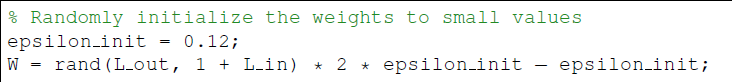 % Randomly initialize the weights to small values
epsilon_init = 0.12;
W = rand(L_out, 1 + L_in) * 2 * epsilon_init − epsilon_init;